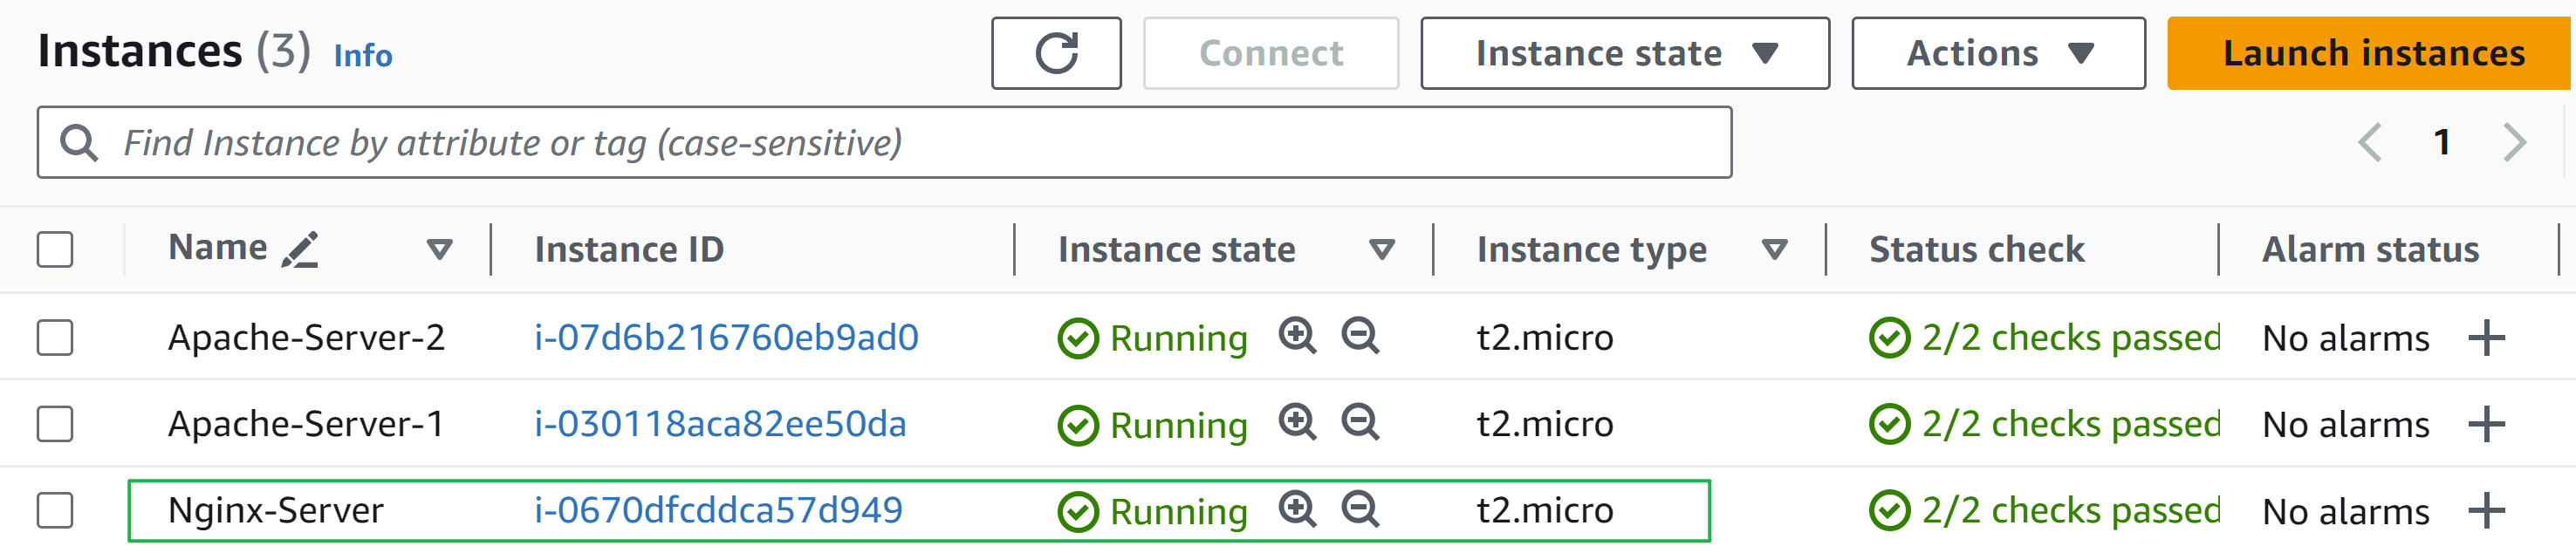 Instances (3) Info Connect Instance state Actions Launch instances
Find Instance by attribute or tag (case-sensitive) 1
Name Instance ID Instance state Instance type Status check Alarm status
Apache-Server-2 i-07d6b216760eb9ad0 Running t2.micro 2/2 checks passed No alarms
Apache-Server-1 i-030118aca82ee50da Running t2.micro 2/2 checks passed No alarms
Nginx-Server i-0670dfcddca57d949 Running t2.micro 2/2 checks passed No alarms